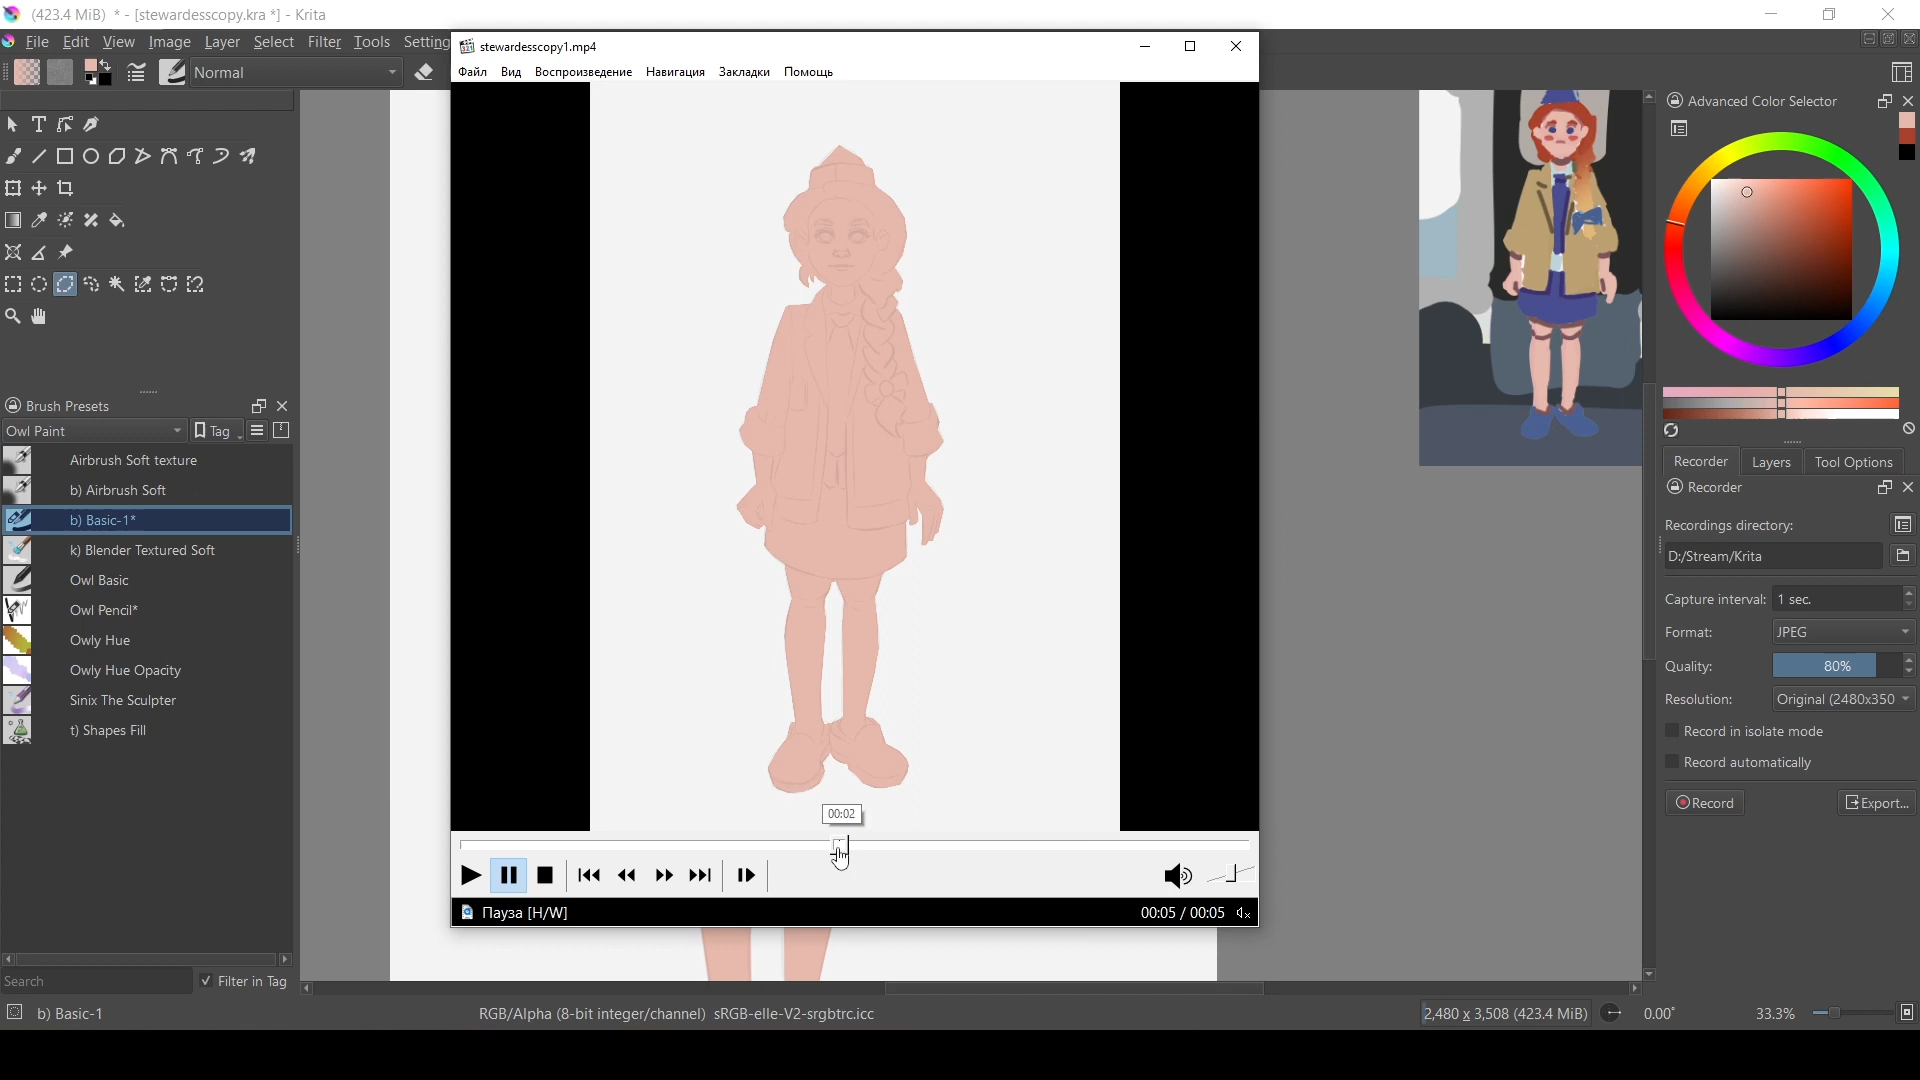 (423.4 MiB) * - [stewardesscopy.kra *] - Krita
File Edit View Image Layer Select Filter Tools Setting
Normal
stewardesscopy1.mp4
Файл Вид Воспроизведение Навигация Закладки Помощь
Brush Presets
Owl Paint Tag
Airbrush Soft texture
b) Airbrush Soft
b) Basic-1*
k) Blender Textured Soft
Owl Basic
Owl Pencil*
Owly Hue
Owly Hue Opacity
Sinix The Sculpter
t) Shapes Fill
Search Filter in Tag
00:02
Пауза [H/W] 00:05 / 00:05
Advanced Color Selector
Recorder Layers Tool Options
Recorder
Recordings directory:
D:/Stream/Krita
Capture interval: 1 sec.
Format: JPEG
Quality: 80%
Resolution: Original (2480x350
Record in isolate mode
Record automatically
Record Export...
b) Basic-1 RGB/Alpha (8-bit integer/channel) sRGB-elle-V2-srgbtrc.icc 2,480 x 3,508 (423.4 MiB) 0.00° 33.3%